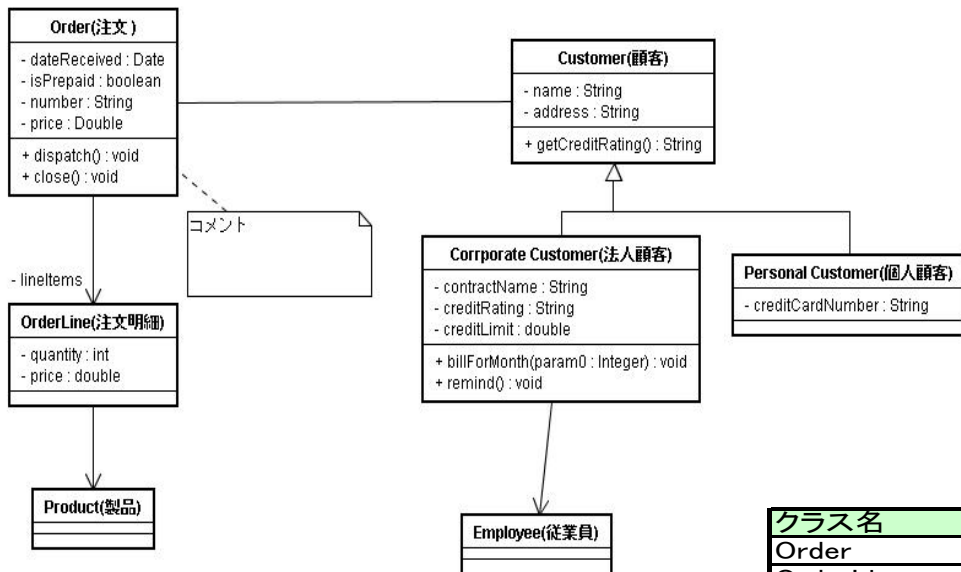 Order(注文)
- dateReceived : Date
- isPrepaid : boolean
- number : String
- price : Double
+ dispatch() : void
+ close() : void
Customer(顧客)
- name : String
- address : String
+ getCreditRating() : String
コメント
- lineItems
OrderLine(注文明細)
- quantity : int
- price : double
Corrporate Customer(法人顧客)
- contractName : String
- creditRating : String
- creditLimit : double
+ billForMonth(param0 : Integer) : void
+ remind() : void
Personal Customer(個人顧客)
- creditCardNumber : String
Product(製品)
Employee(従業員)
クラス名
Order